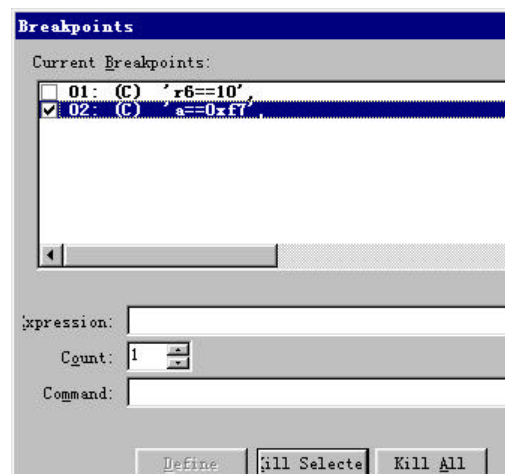 Breakpoints
Current Breakpoints:
01: (C) 'r6==10',
02: (C) 'a==0xf7',
xpression:
Count: 1
Command:
Define ill Selecte Kill All